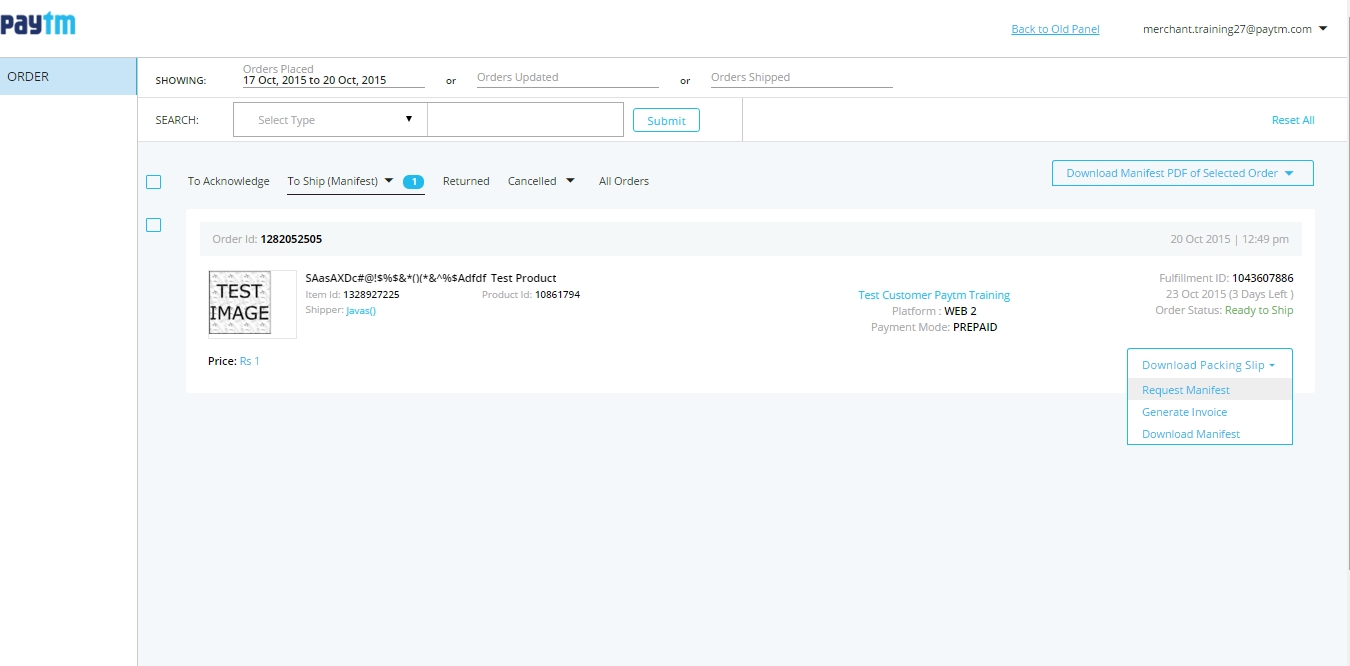 paytm
Back to Old Panel
merchant.training27@paytm.com
ORDER
SHOWING:
Orders Placed
17 Oct, 2015 to 20 Oct, 2015
or
Orders Updated
or
Orders Shipped
SEARCH:
Select Type
Submit
Reset All
To Acknowledge
To Ship (Manifest)
1
Returned
Cancelled
All Orders
Download Manifest PDF of Selected Order
Order Id: 1282052505
20 Oct 2015 | 12:49 pm
TEST
IMAGE
SAasAXDc#@!$%$&*()(*&^%$Adfdf Test Product
Item Id: 1328927225
Product Id: 10861794
Shipper: Javas()
Price: Rs 1
Test Customer Paytm Training
Platform : WEB 2
Payment Mode: PREPAID
Fulfillment ID: 1043607886
23 Oct 2015 (3 Days Left )
Order Status: Ready to Ship
Download Packing Slip
Request Manifest
Generate Invoice
Download Manifest